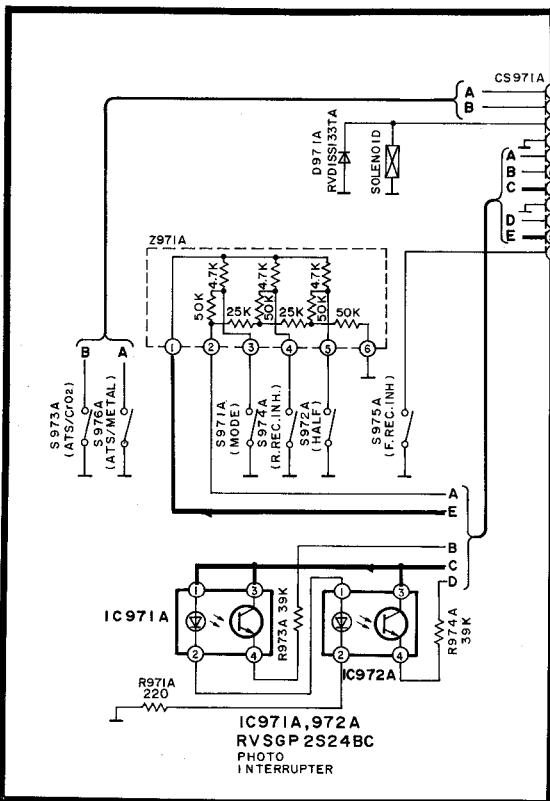 CS971A
A
B
D971A
RVD1SS133TA
SOLENOID
A
B
C
D
E
Z971A
4.7K
4.7K
4.7K
50K
50K
50K
25K
25K
50K
1
2
3
4
5
6
B
A
S973A
(ATS/CrO2)
S976A
(ATS/METAL)
S971A
(MODE)
S974A
(R.REC.INH.)
S972A
(HALF)
S975A
(F.REC.INH.)
A
E
B
C
D
1
3
1
3
IC971A
R973A 39K
R974A
39K
2
4
2
4
IC972A
R971A
220
IC971A,972A
RVSGP2S24BC
PHOTO
INTERRUPTER